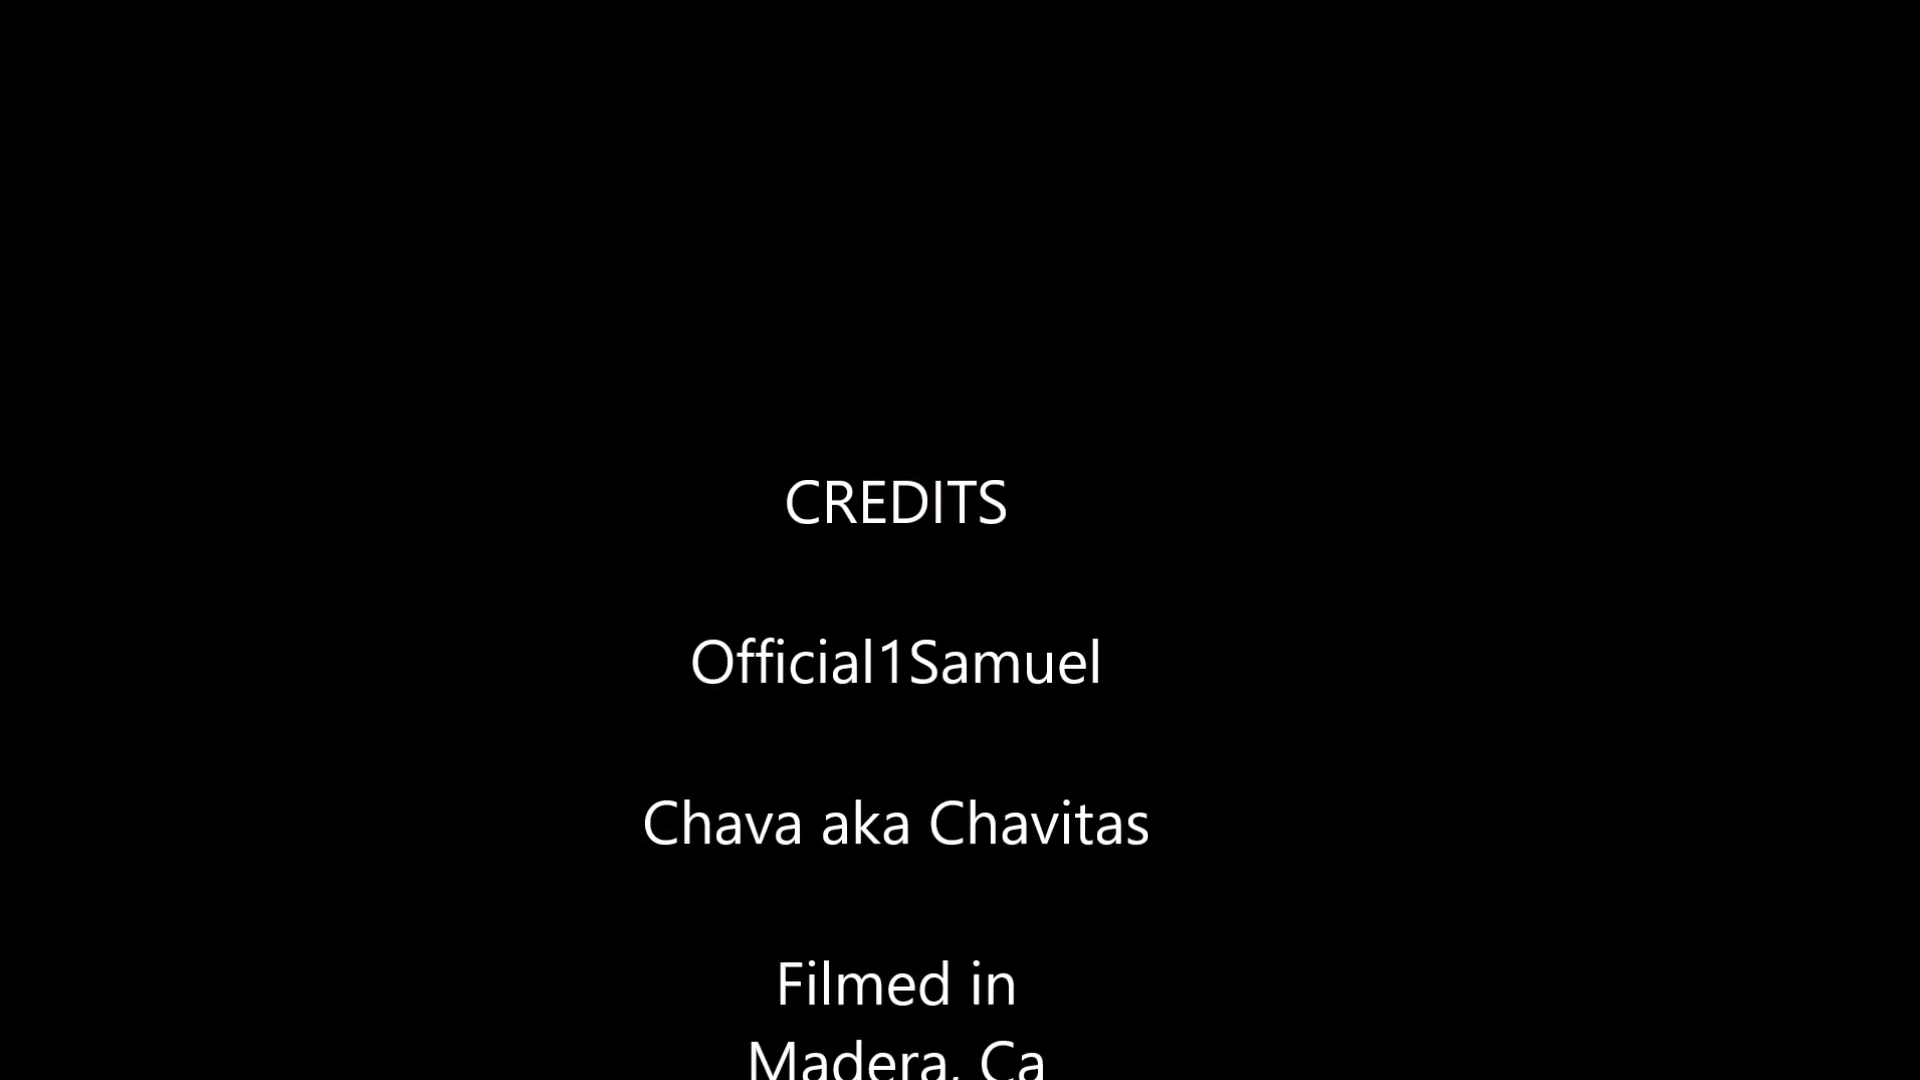 CREDITS
Official1Samuel
Chava aka Chavitas
Filmed in
Madera, Ca